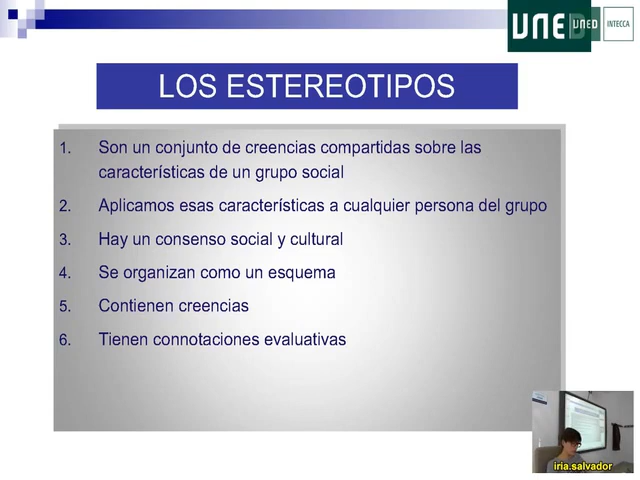 UNED
UNED
INTECCA
LOS ESTEREOTIPOS
1. Son un conjunto de creencias compartidas sobre las
características de un grupo social
2. Aplicamos esas características a cualquier persona del grupo
3. Hay un consenso social y cultural
4. Se organizan como un esquema
5. Contienen creencias
6. Tienen connotaciones evaluativas
iria.salvador